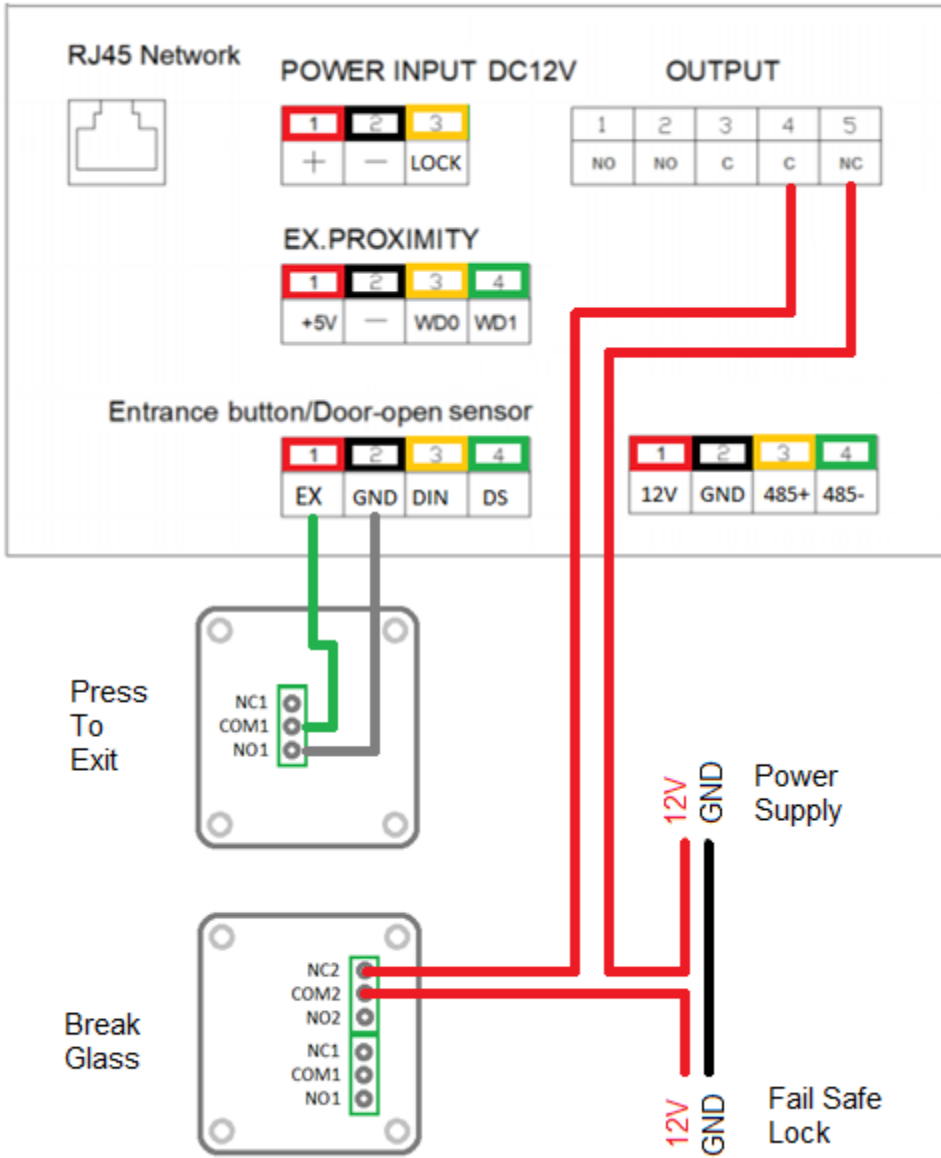 RJ45 Network
POWER INPUT DC12V
OUTPUT
1 2 3
+ — LOCK
1 2 3 4 5
NO NO C C NC
EX.PROXIMITY
1 2 3 4
+5V — WD0 WD1
Entrance button/Door-open sensor
1 2 3 4
EX GND DIN DS
1 2 3 4
12V GND 485+ 485-
Press
To
Exit
NC1
COM1
NO1
12V
GND
Power
Supply
Break
Glass
NC2
COM2
NO2
NC1
COM1
NO1
12V
GND
Fail Safe
Lock